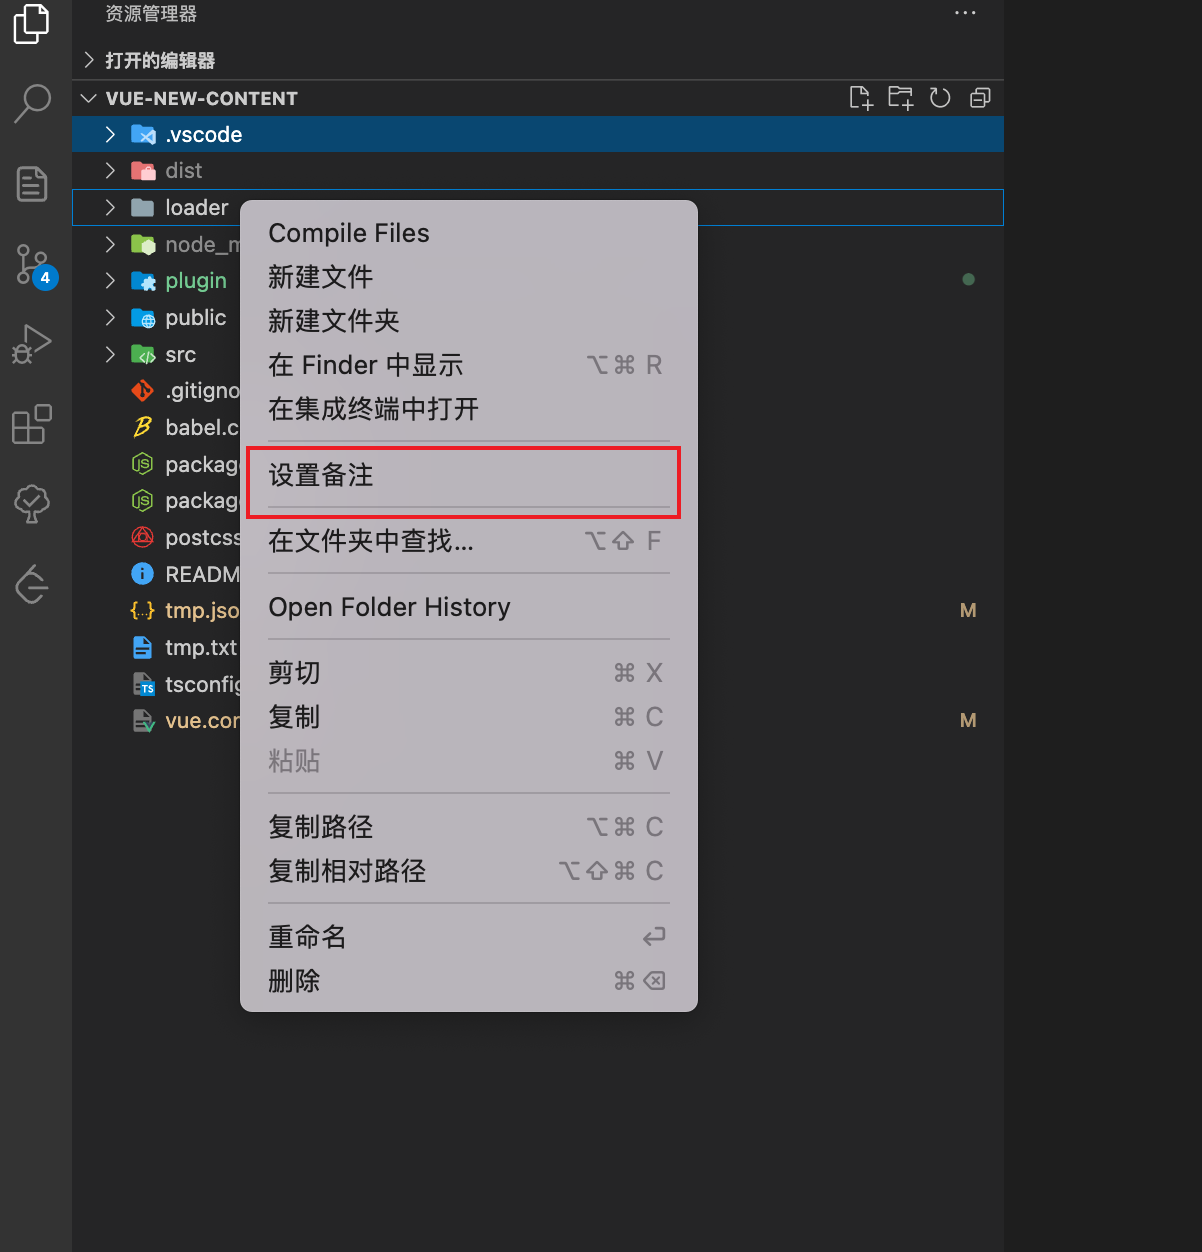 资源管理器
打开的编辑器
VUE-NEW-CONTENT
.vscode
dist
loader
node_m
plugin
public
src
.gitigno
babel.c
packag
packag
postcss
READM
tmp.jso
M
tmp.txt
tsconfig
vue.cor
M
4
Compile Files
新建文件
新建文件夹
在 Finder 中显示 ⌥⌘ R
在集成终端中打开
设置备注
在文件夹中查找... ⌥⇧ F
Open Folder History
剪切 ⌘ X
复制 ⌘ C
粘贴 ⌘ V
复制路径 ⌥⌘ C
复制相对路径 ⌥⇧⌘ C
重命名 ↩
删除 ⌘⌫